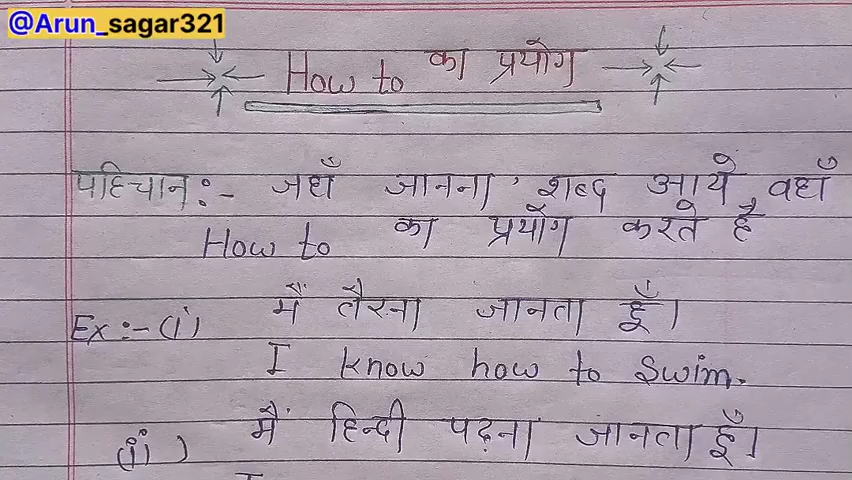 @Arun_sagar321
How to का प्रयोग
पहिचान:- जहाँ जानना शब्द आये वहाँ
How to का प्रयोग करते है
Ex:- (i) मैं तैरना जानता हूँ।
I know how to swim.
(ii) मैं हिन्दी पढ़ना जानता हूँ।
I